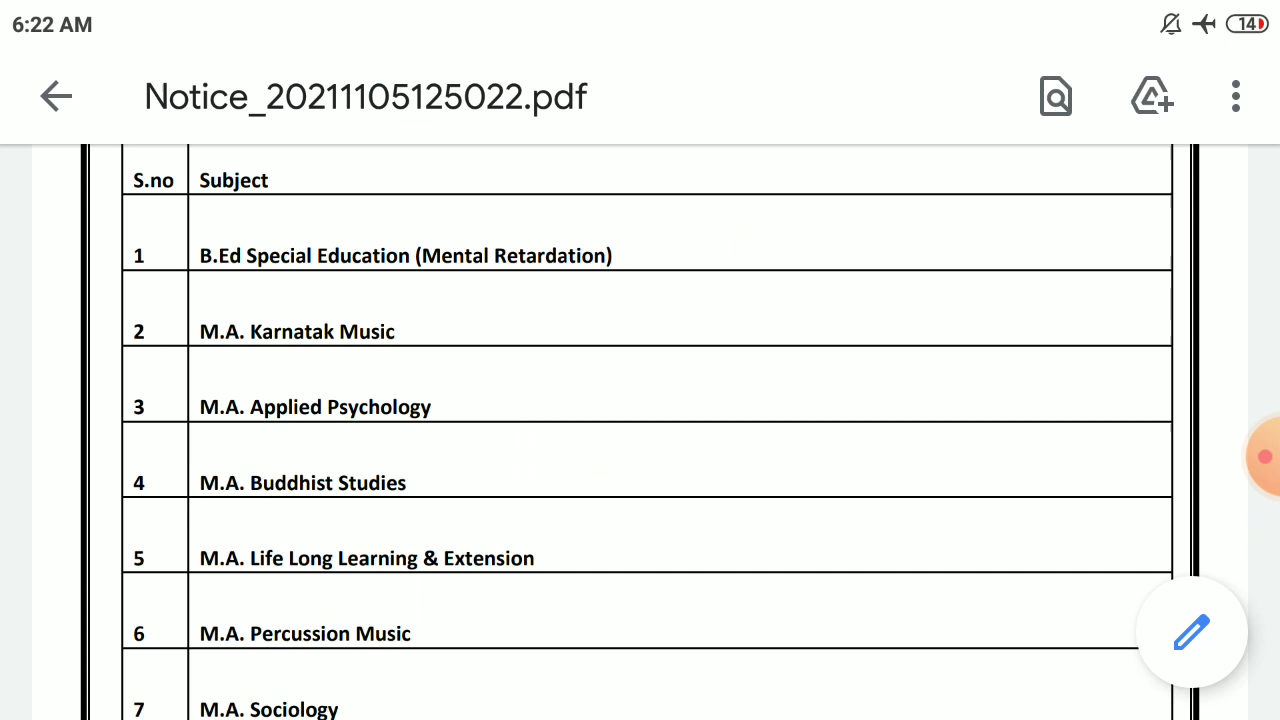 6:22 AM
14
Notice_20211105125022.pdf
S.no Subject
1 B.Ed Special Education (Mental Retardation)
2 M.A. Karnatak Music
3 M.A. Applied Psychology
4 M.A. Buddhist Studies
5 M.A. Life Long Learning & Extension
6 M.A. Percussion Music
7 M.A. Sociology